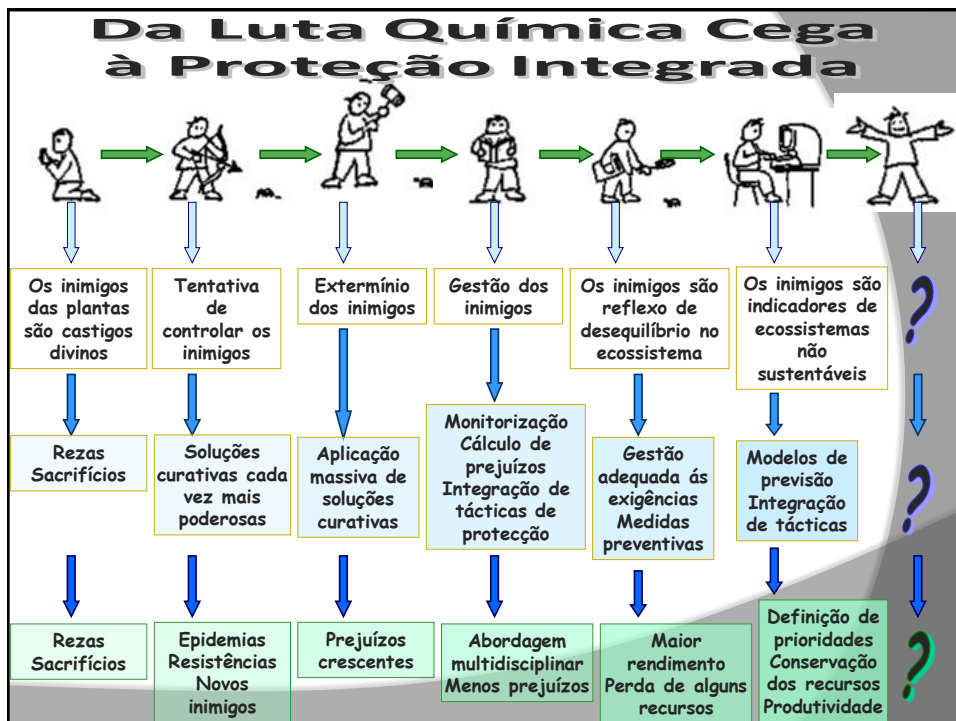 Da Luta Química Cega
à Proteção Integrada
Os inimigos
das plantas
são castigos
divinos
Tentativa
de
controlar os
inimigos
Extermínio
dos inimigos
Gestão dos
inimigos
Os inimigos são
reflexo de
desequilíbrio no
ecossistema
Os inimigos são
indicadores de
ecossistemas
não
sustentáveis
?
Rezas
Sacrifícios
Soluções
curativas cada
vez mais
poderosas
Aplicação
massiva de
soluções
curativas
Monitorização
Cálculo de
prejuízos
Integração de
tácticas de
protecção
Gestão
adequada ás
exigências
Medidas
preventivas
Modelos de
previsão
Integração
de tácticas
?
Rezas
Sacrifícios
Epidemias
Resistências
Novos
inimigos
Prejuízos
crescentes
Abordagem
multidisciplinar
Menos prejuízos
Maior
rendimento
Perda de alguns
recursos
Definição de
prioridades
Conservação
dos recursos
Produtividade
?